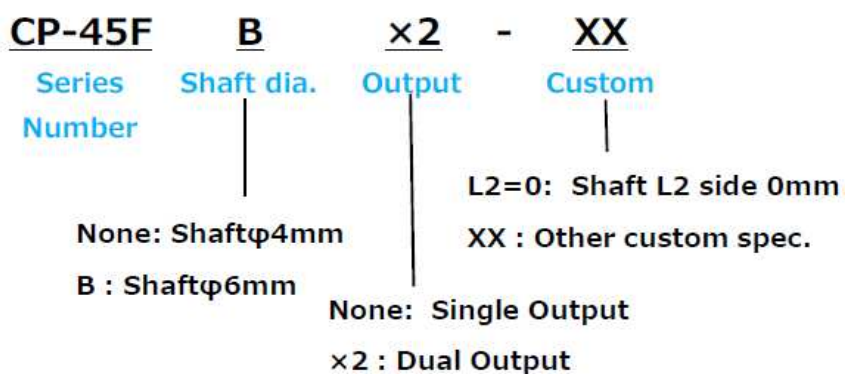 CP-45F B ×2 - XX
Series Shaft dia. Output Custom
Number
L2=0: Shaft L2 side 0mm
None: Shaftφ4mm
XX : Other custom spec.
B : Shaftφ6mm
None: Single Output
×2 : Dual Output